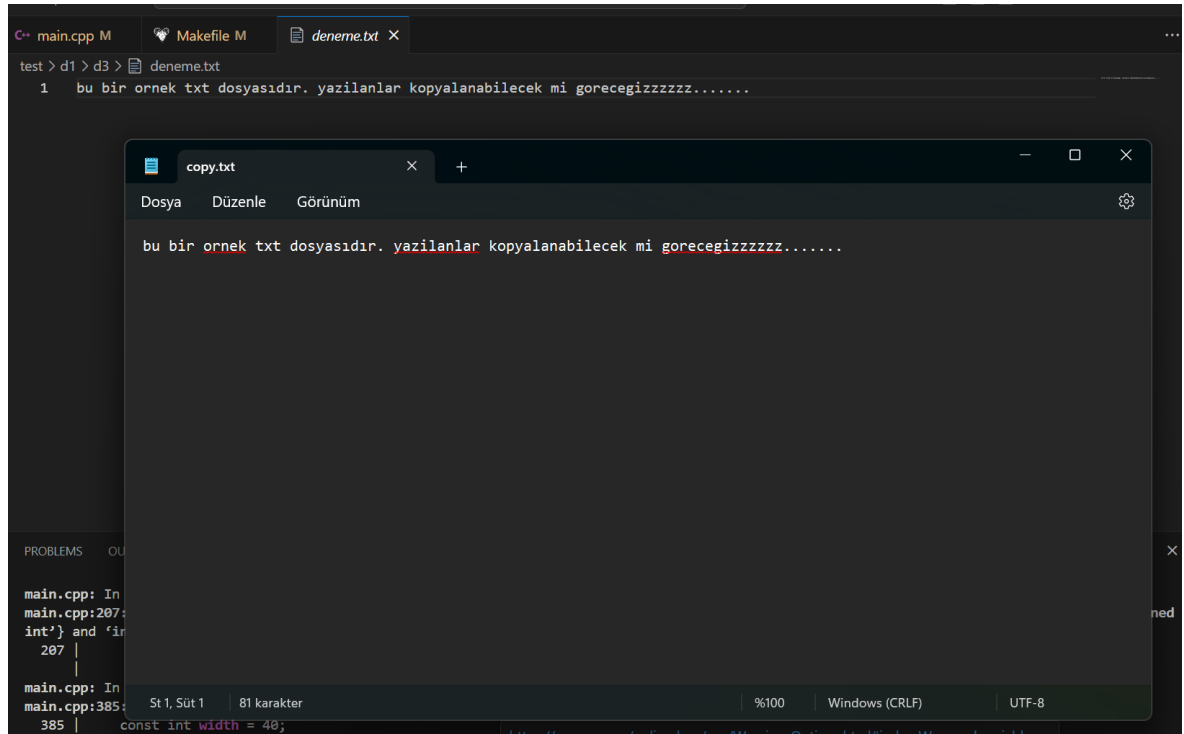 main.cpp M
Makefile M
deneme.txt
test > d1 > d3 > deneme.txt
1 bu bir ornek txt dosyasıdır. yazilanlar kopyalanabilecek mi gorecegizzzzzz.......
copy.txt
Dosya Düzenle Görünüm
bu bir ornek txt dosyasıdır. yazilanlar kopyalanabilecek mi gorecegizzzzzz.......
PROBLEMS OU
main.cpp: In
main.cpp:207: ned
int’} and ‘in
207 |
|
main.cpp: In
main.cpp:385:
385 | const int width = 40;
St 1, Süt 1 81 karakter %100 Windows (CRLF) UTF-8